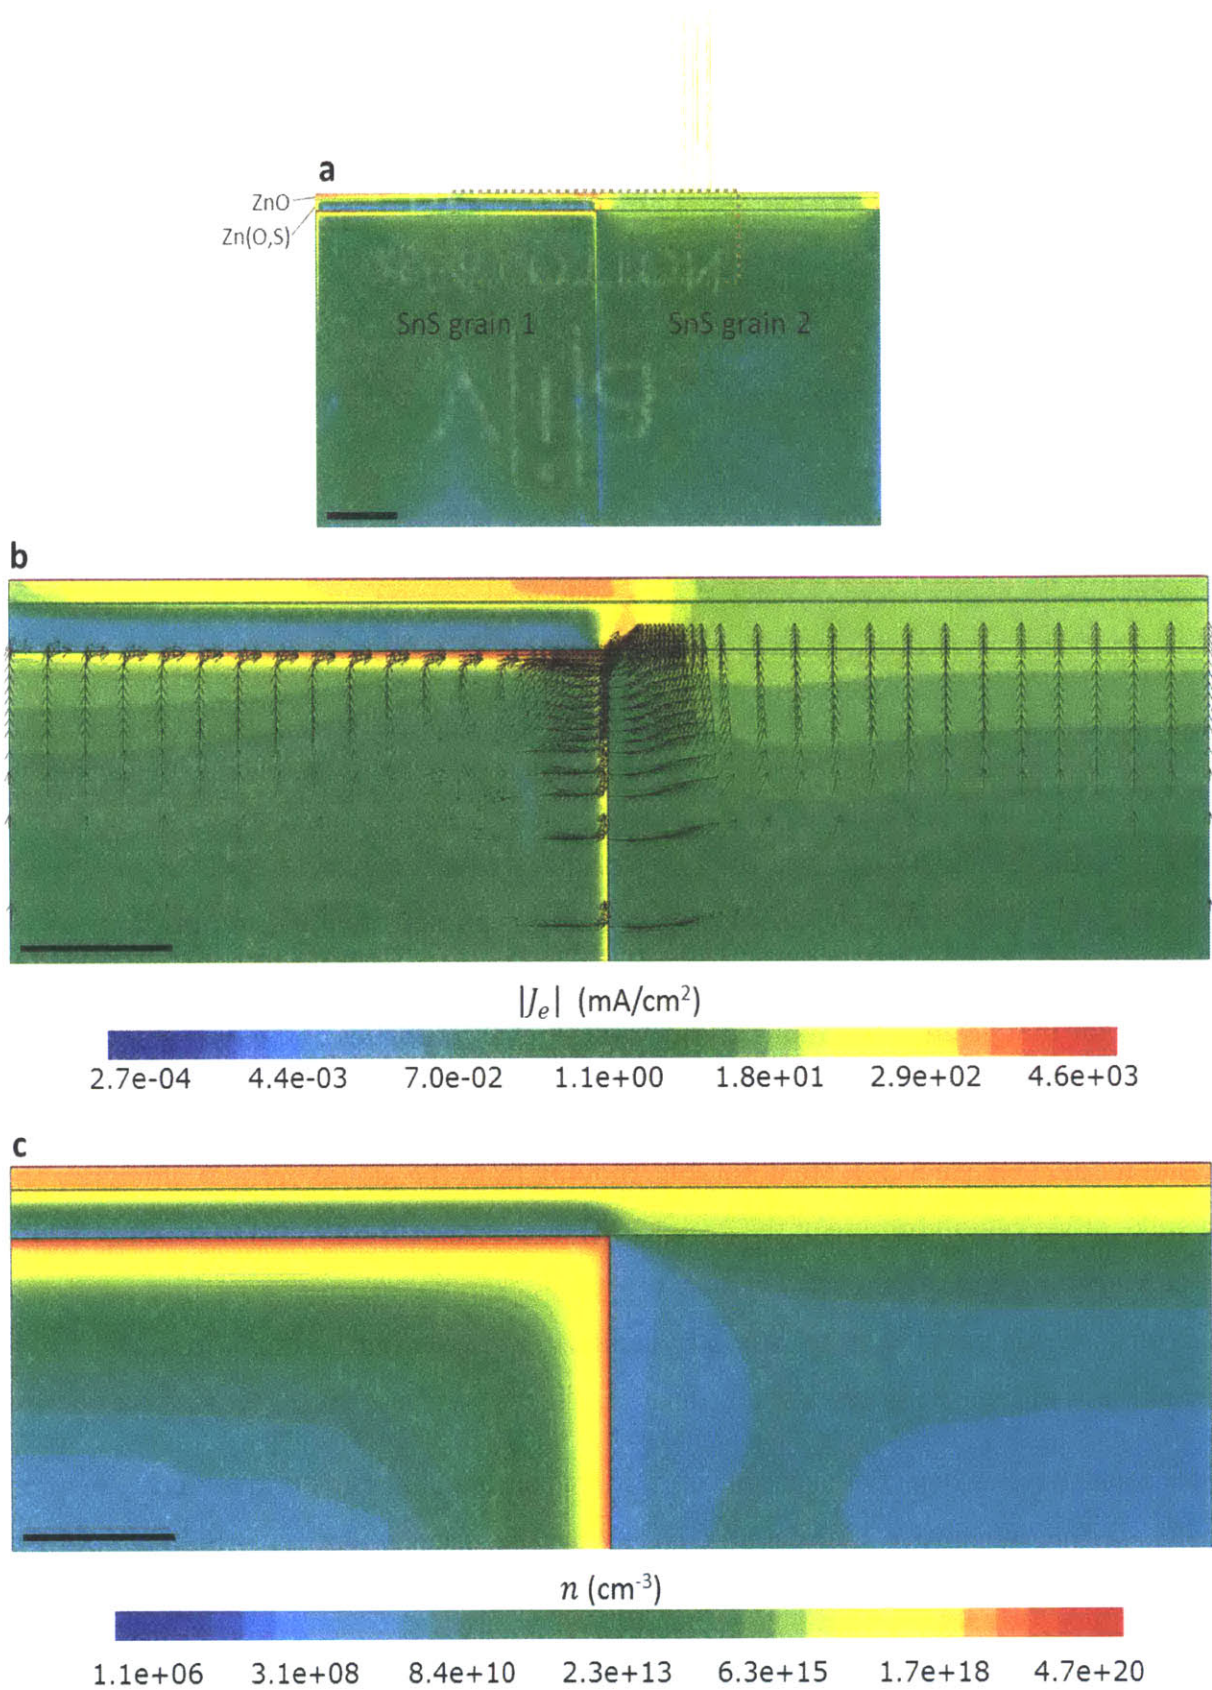 a
ZnO
Zn(O,S)
SnS grain 1
SnS grain 2
b
|J_e| (mA/cm²)
2.7e-04 4.4e-03 7.0e-02 1.1e+00 1.8e+01 2.9e+02 4.6e+03
c
n (cm⁻³)
1.1e+06 3.1e+08 8.4e+10 2.3e+13 6.3e+15 1.7e+18 4.7e+20